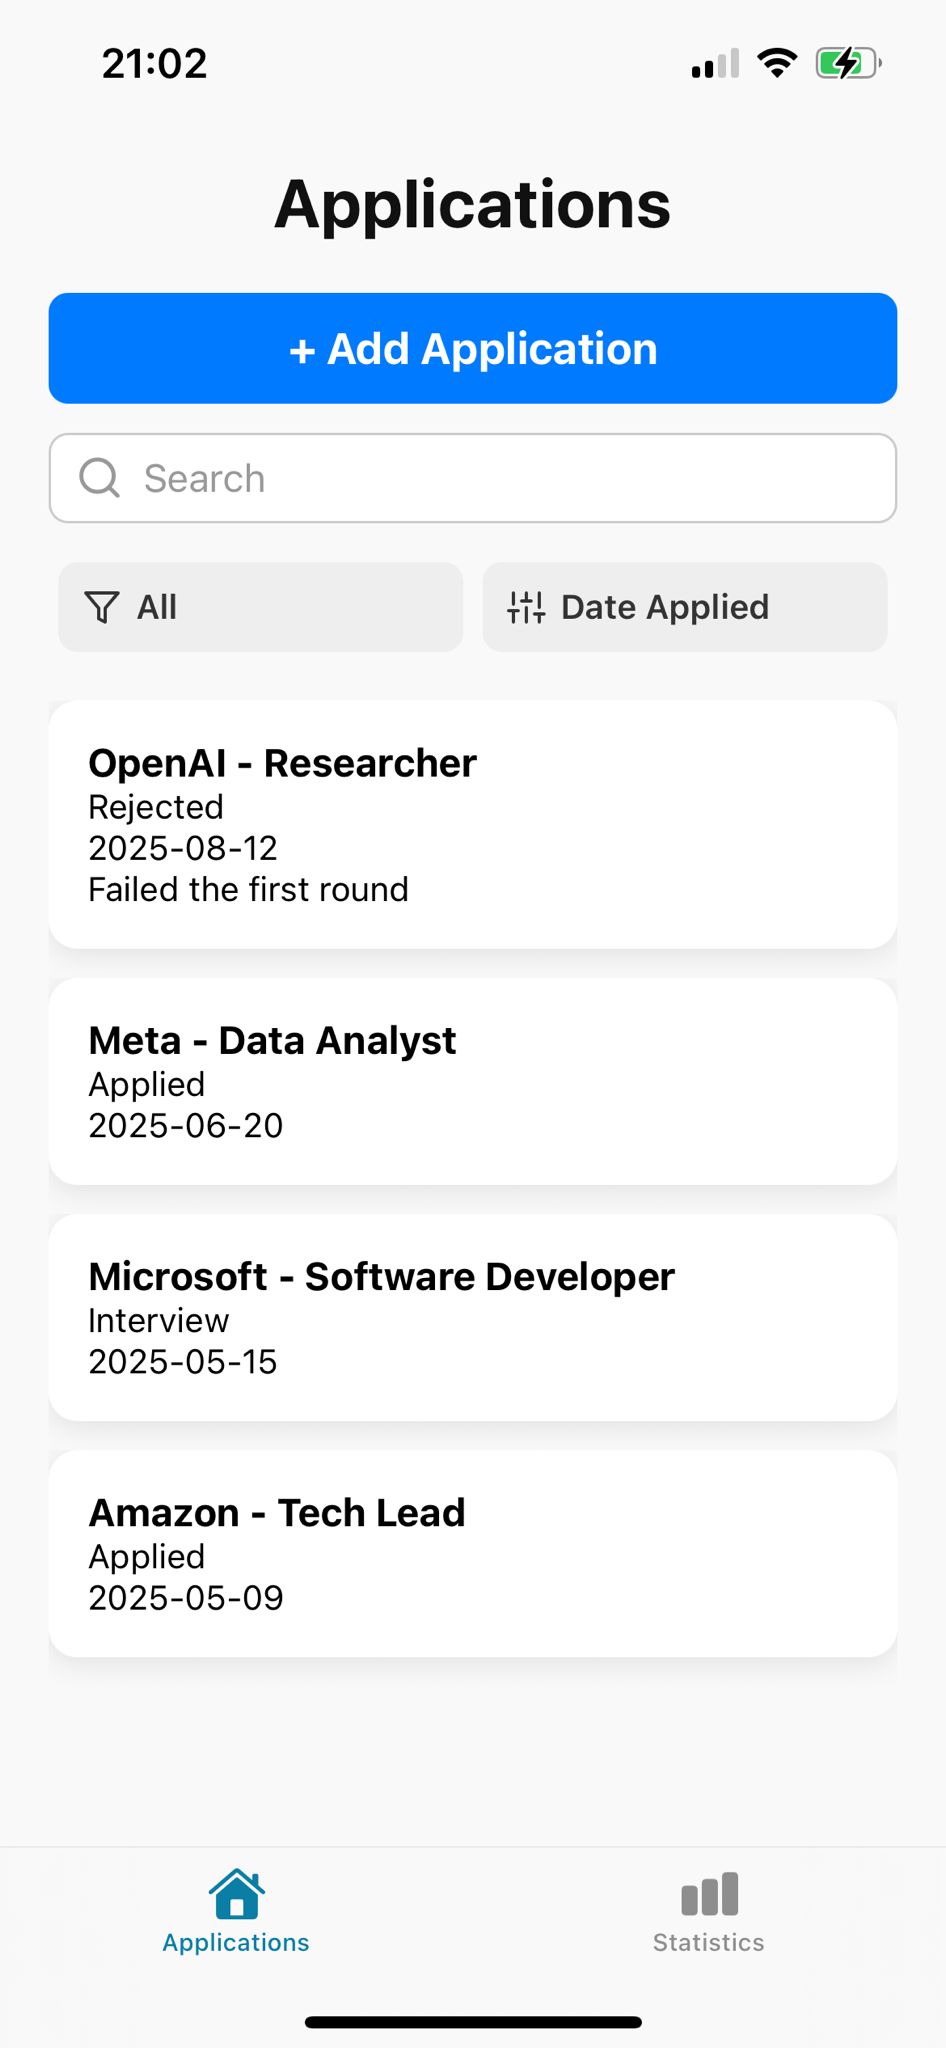 21:02
Applications
+ Add Application
Search
All
Date Applied
OpenAI - Researcher
Rejected
2025-08-12
Failed the first round
Meta - Data Analyst
Applied
2025-06-20
Microsoft - Software Developer
Interview
2025-05-15
Amazon - Tech Lead
Applied
2025-05-09
Applications
Statistics